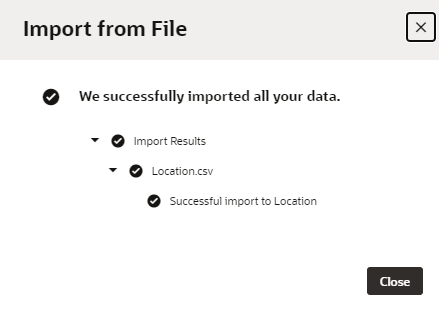 Import from File
We successfully imported all your data.
Import Results
Location.csv
Successful import to Location
Close